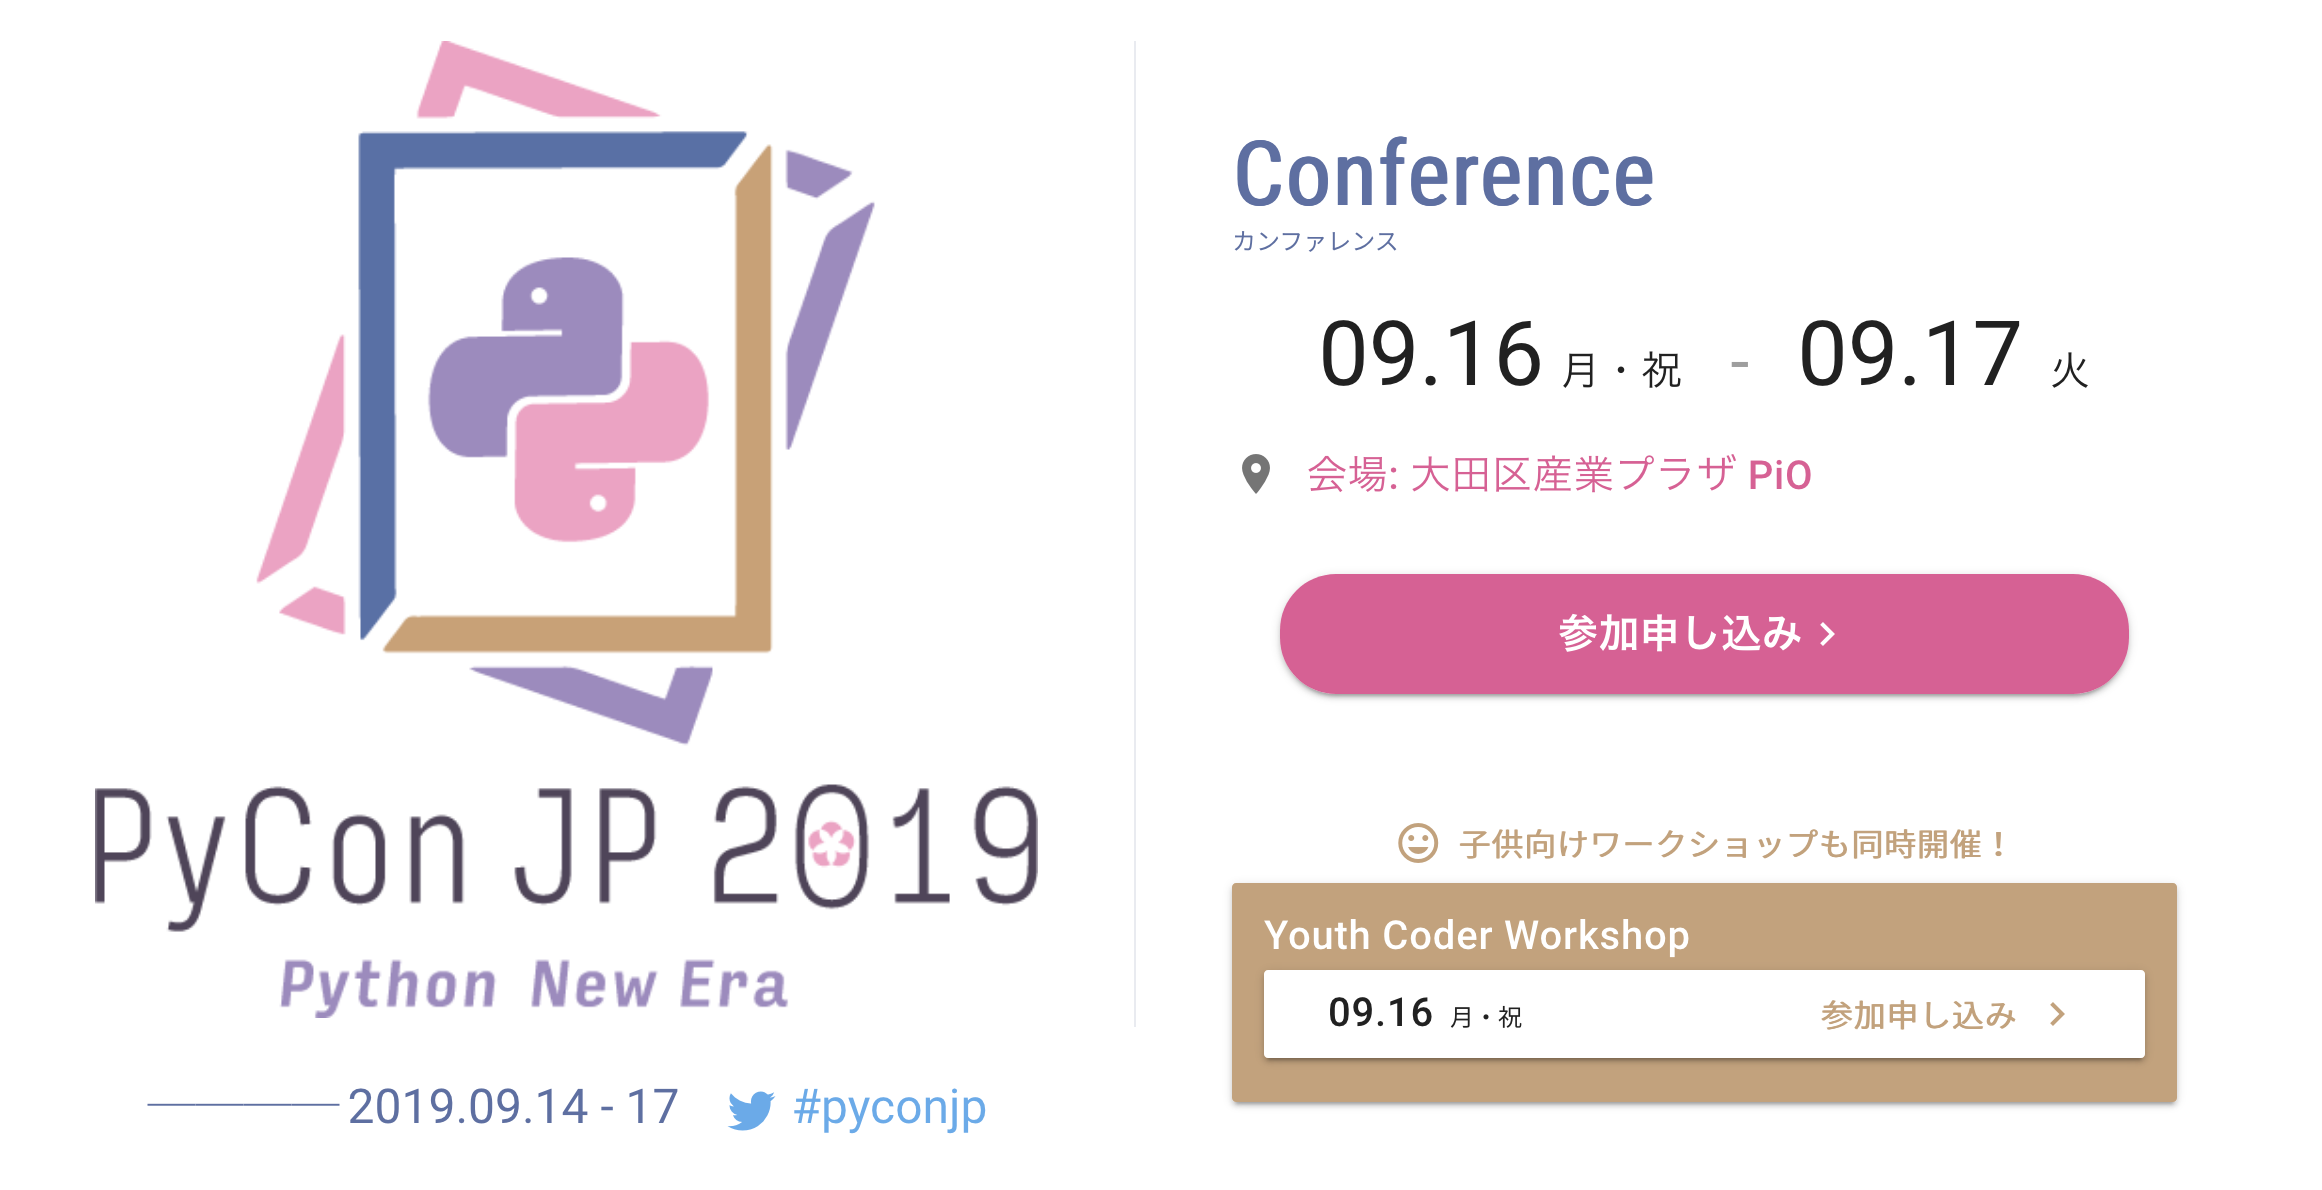 PyCon JP 2019
Python New Era
2019.09.14 - 17 #pyconjp
Conference
カンファレンス
09.16 月・祝 - 09.17 火
会場: 大田区産業プラザ PiO
参加申し込み
子供向けワークショップも同時開催！
Youth Coder Workshop
09.16 月・祝 参加申し込み